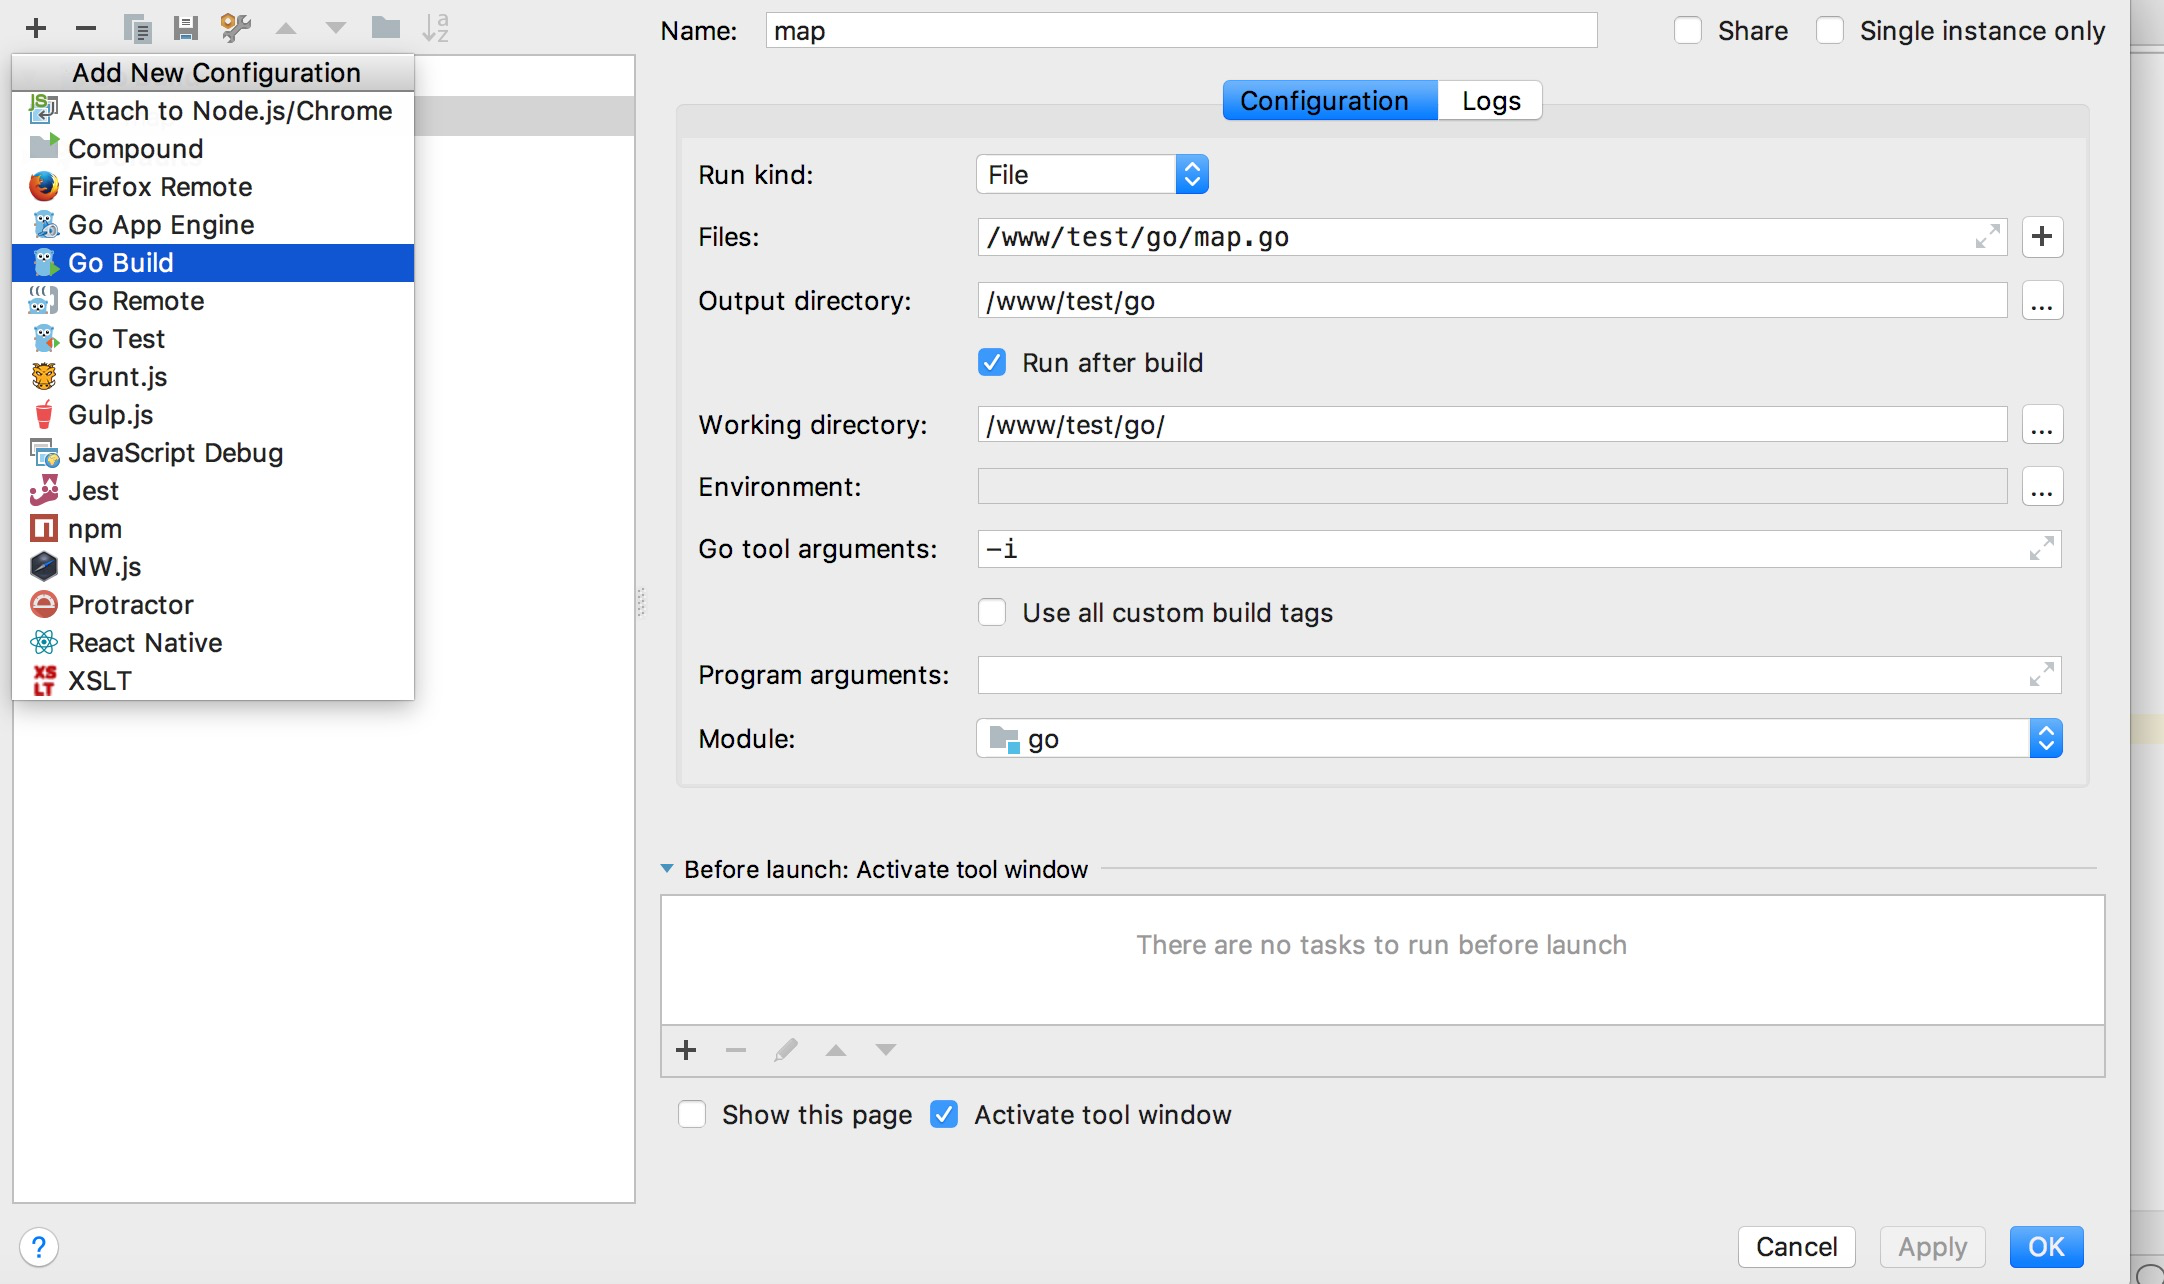 Add New Configuration
Attach to Node.js/Chrome
Compound
Firefox Remote
Go App Engine
Go Build
Go Remote
Go Test
Grunt.js
Gulp.js
JavaScript Debug
Jest
npm
NW.js
Protractor
React Native
XSLT
Name: map Share Single instance only
Configuration Logs
Run kind: File
Files: /www/test/go/map.go
Output directory: /www/test/go ...
Run after build
Working directory: /www/test/go/ ...
Environment: ...
Go tool arguments: -i
Use all custom build tags
Program arguments:
Module: go
Before launch: Activate tool window
There are no tasks to run before launch
Show this page Activate tool window
? Cancel Apply OK